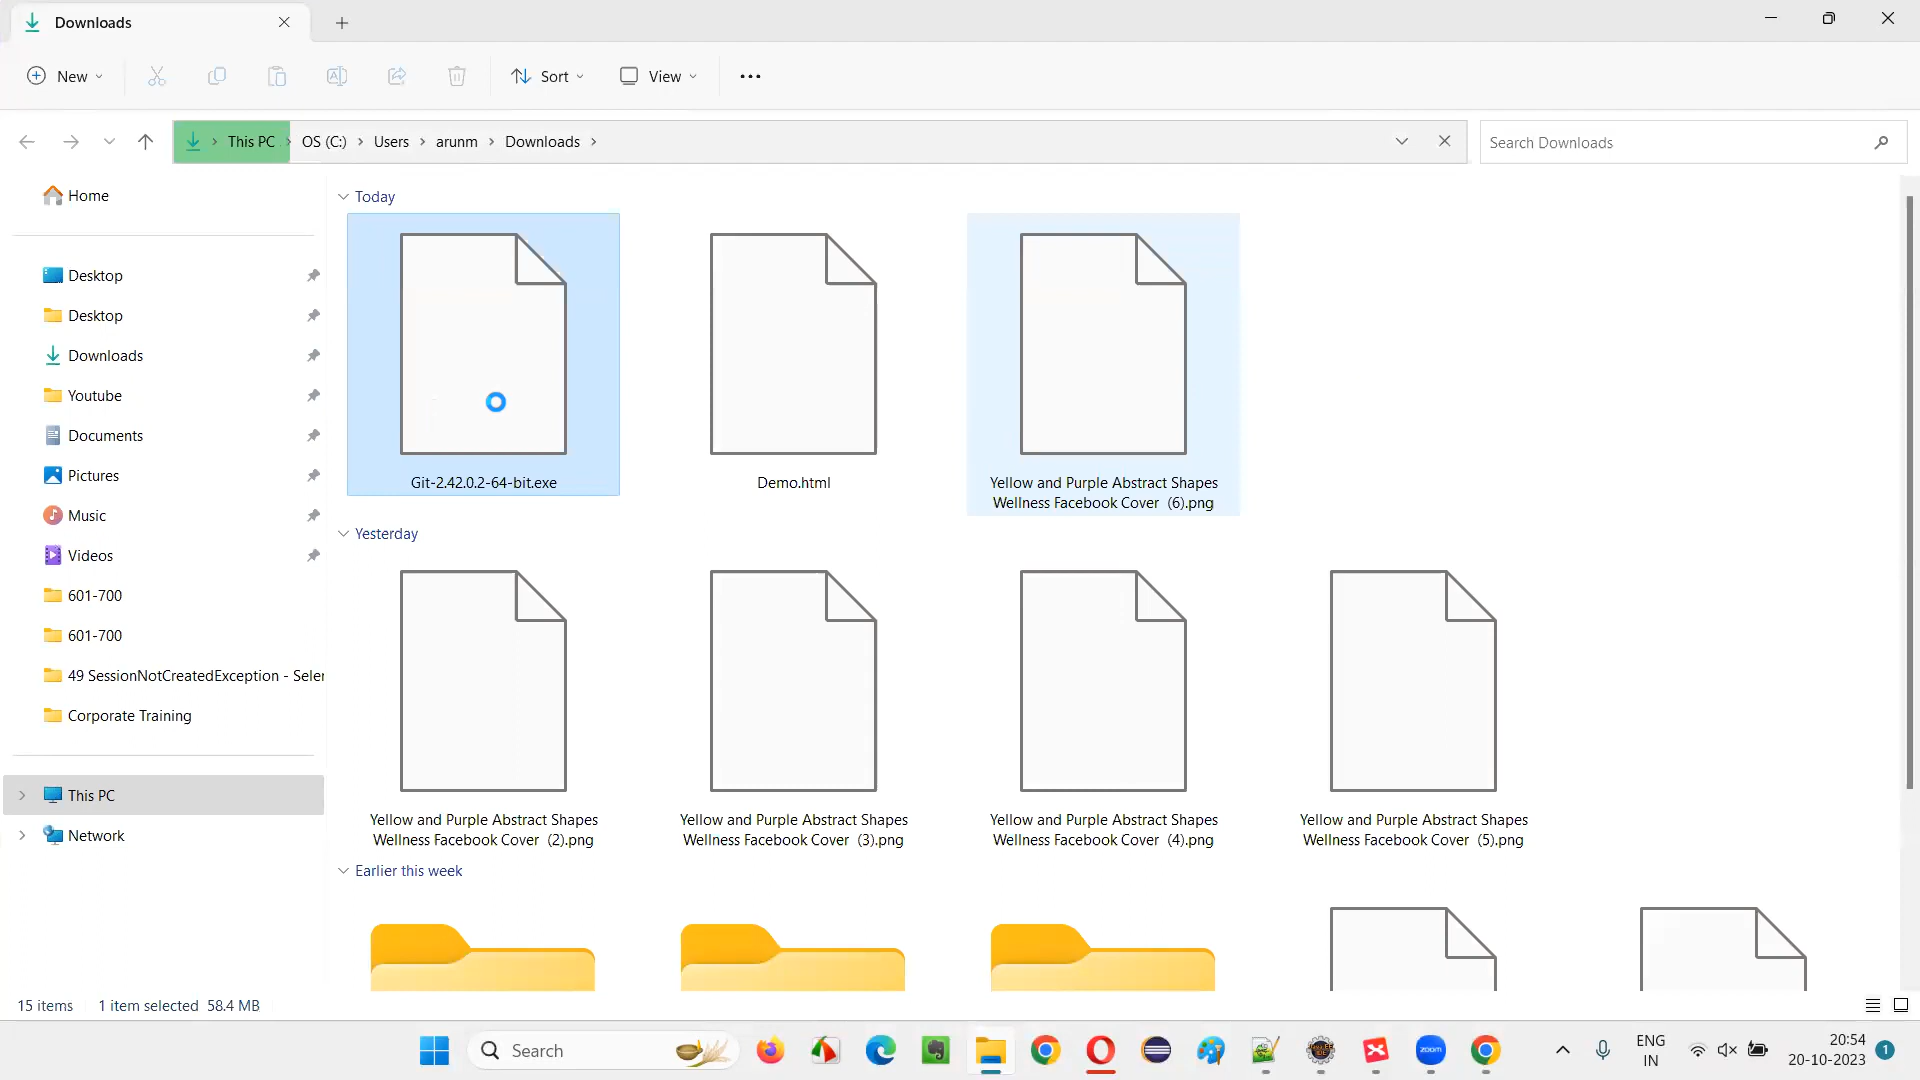 Downloads
New
Sort
View
This PC
OS (C:)
Users
arunm
Downloads
Search Downloads
Home
Desktop
Desktop
Downloads
Youtube
Documents
Pictures
Music
Videos
601-700
601-700
49 SessionNotCreatedException - Seler
Corporate Training
This PC
Network
Today
Git-2.42.0.2-64-bit.exe
Demo.html
Yellow and Purple Abstract Shapes
Wellness Facebook Cover (6).png
Yesterday
Yellow and Purple Abstract Shapes
Wellness Facebook Cover (2).png
Yellow and Purple Abstract Shapes
Wellness Facebook Cover (3).png
Yellow and Purple Abstract Shapes
Wellness Facebook Cover (4).png
Yellow and Purple Abstract Shapes
Wellness Facebook Cover (5).png
Earlier this week
15 items
1 item selected 58.4 MB
Search
zoom
ENG
IN
20:54
20-10-2023
1